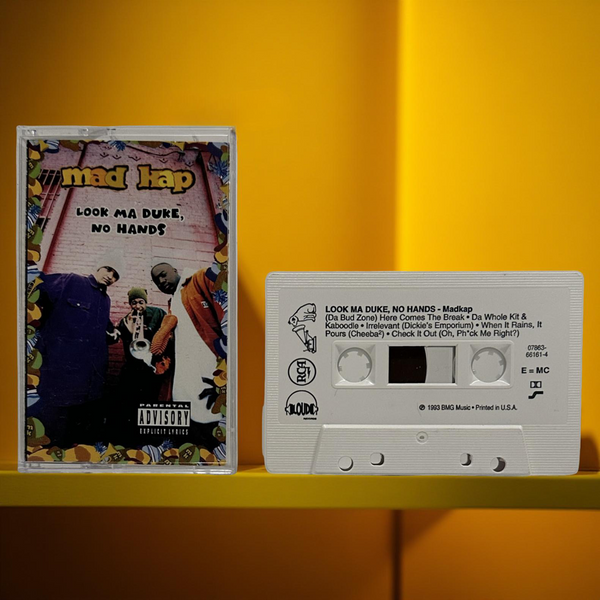 mad kap
LOOK MA DUKE,
NO HANDS
PARENTAL
ADVISORY
EXPLICIT LYRICS
LOOK MA DUKE, NO HANDS - Madkap
(Da Bud Zone) Here Comes The Break • Da Whole Kit &
Kaboodle • Irrelevant (Dickie's Emporium) • When It Rains, It
Pours (Cheeba²) • Check It Out (Oh, Ph*ck Me Right?)
07863-
66161-4
RCA
E = MC
LOUD
℗ 1993 BMG Music • Printed in U.S.A.